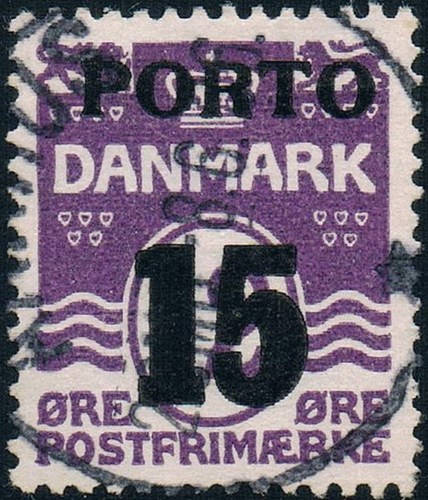 PORTO
DANMARK
15
ØRE ØRE
POSTFRIMÆRKE